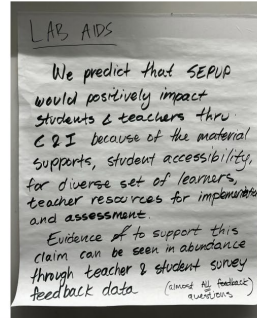 LAB AIDS
We predict that SEPUP
would positively impact
students & teachers thru
C&I because of the material
supports, student accessibility,
for diverse set of learners,
teacher resources for implementation
and assessment.
Evidence to support this
claim can be seen in abundance
through teacher & student survey
feedback data (almost ALL feedback
questions)